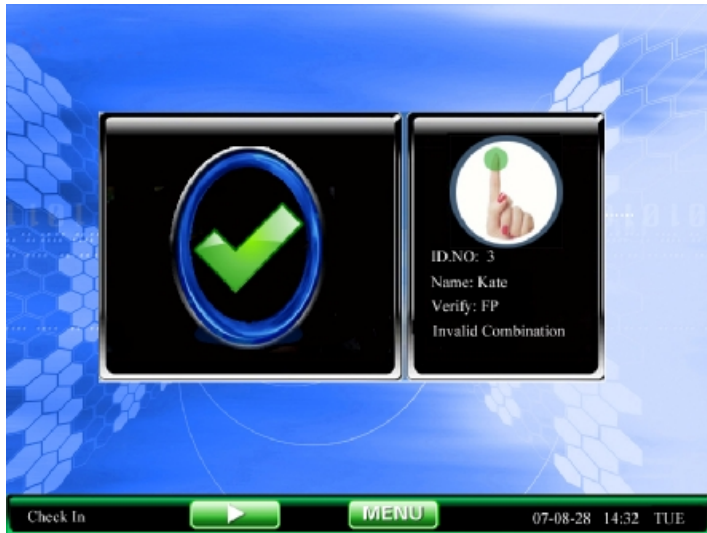 ID.NO: 3
Name: Kate
Verify: FP
Invalid Combination
Check In
MENU
07-08-28 14:32 TUE